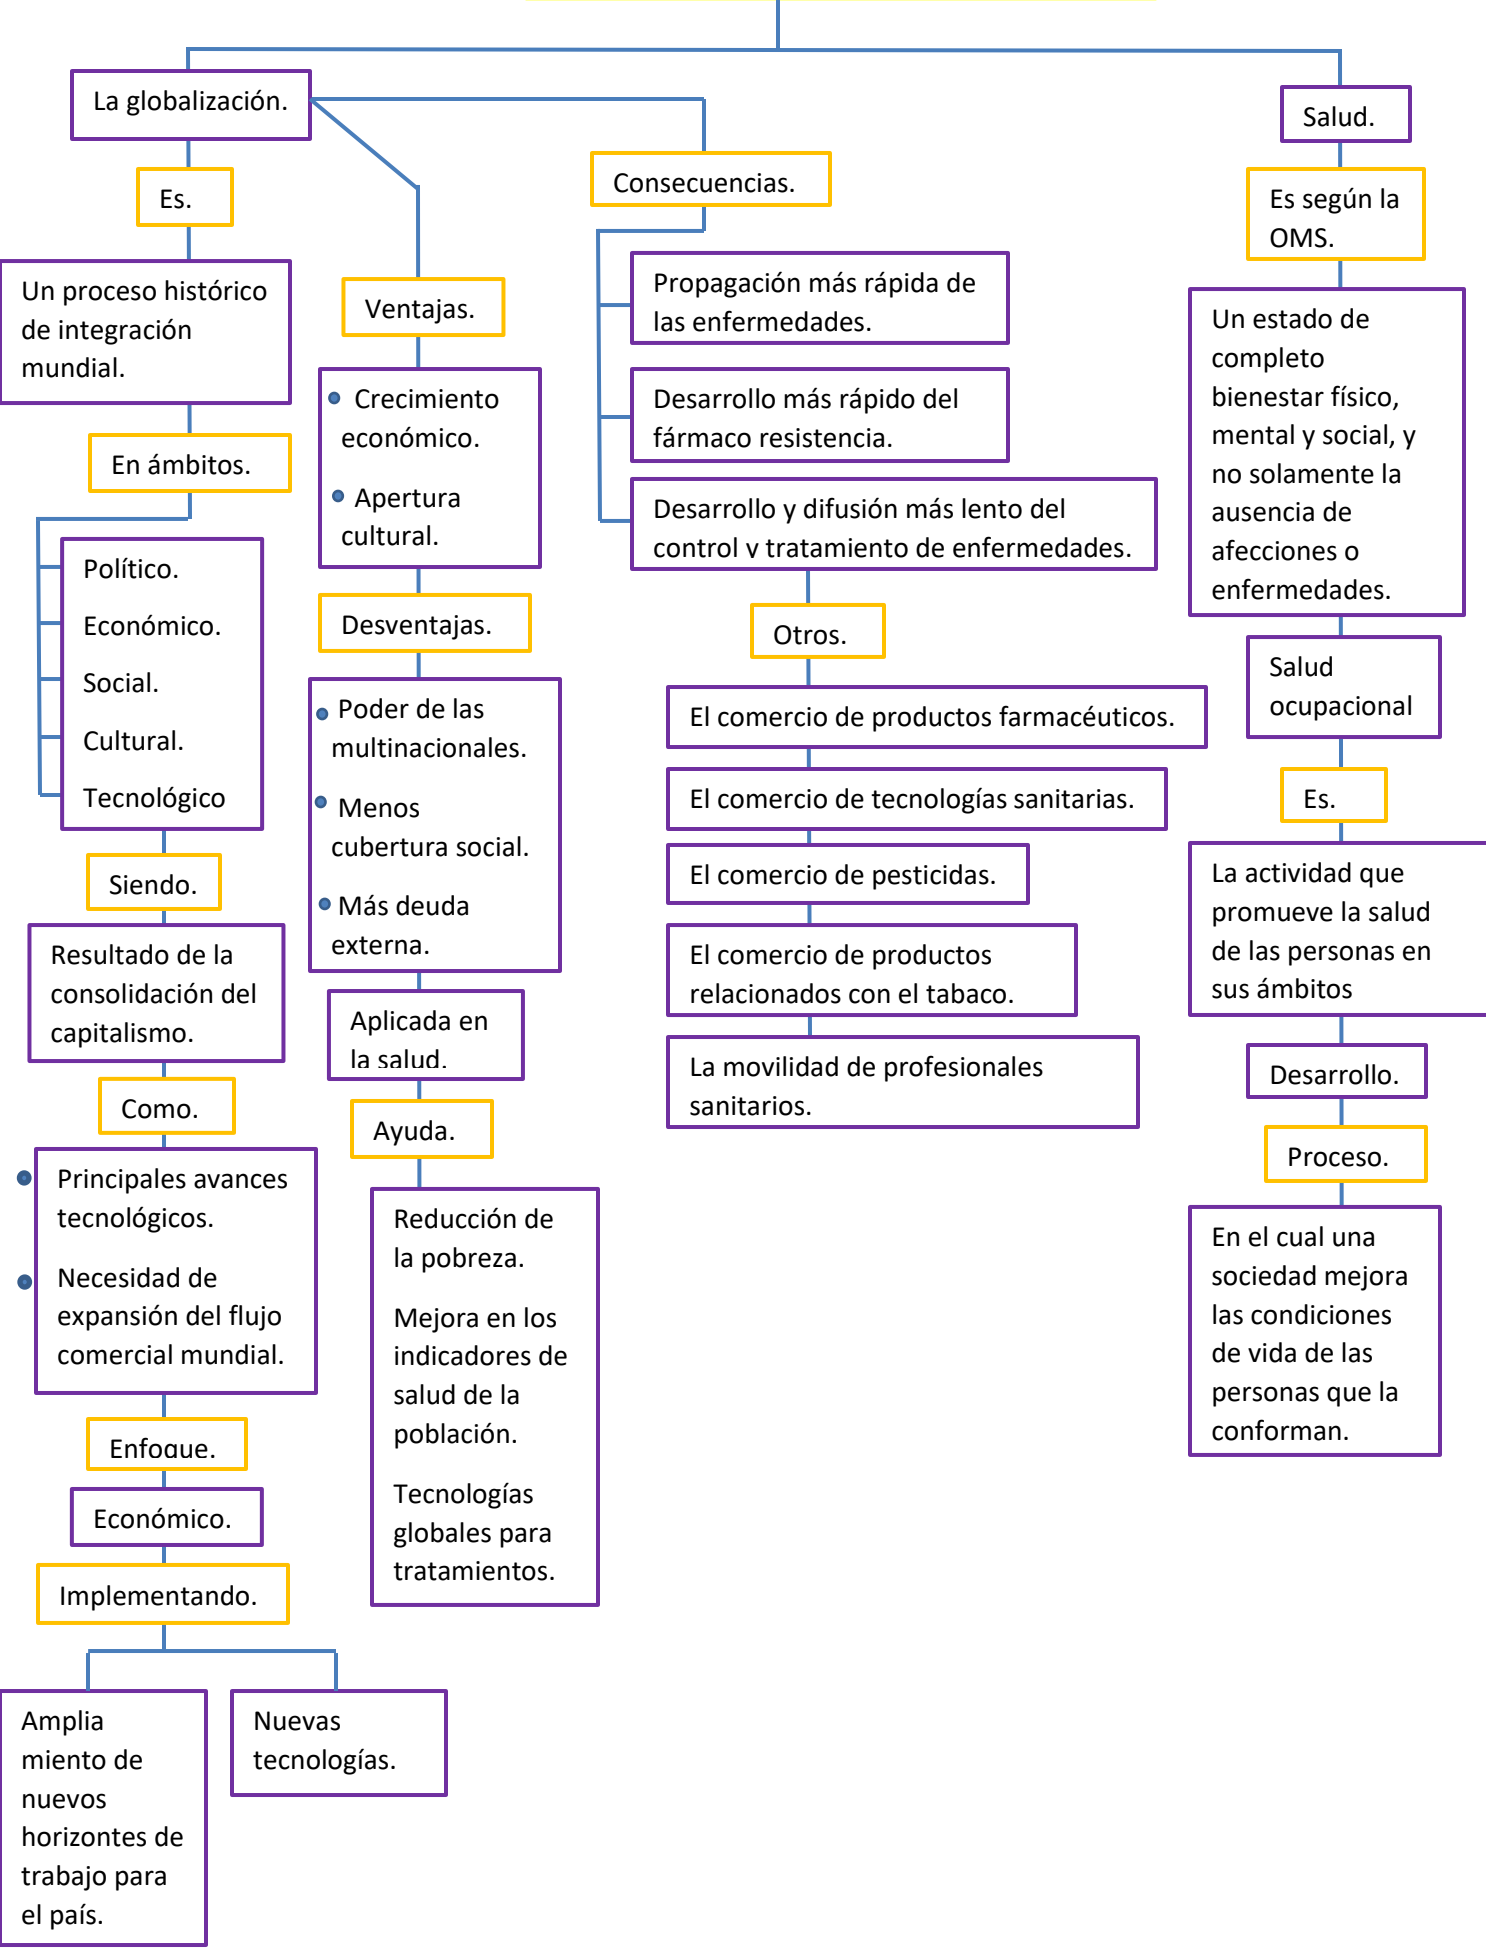 La globalización.
Es.
Un proceso histórico
de integración
mundial.
En ámbitos.
Político.
Económico.
Social.
Cultural.
Tecnológico
Siendo.
Resultado de la
consolidación del
capitalismo.
Como.
Principales avances
tecnológicos.
Necesidad de
expansión del flujo
comercial mundial.
Enfoque.
Económico.
Implementando.
Amplia
miento de
nuevos
horizontes de
trabajo para
el país.
Nuevas
tecnologías.
Ventajas.
Crecimiento
económico.
Apertura
cultural.
Desventajas.
Poder de las
multinacionales.
Menos
cubertura social.
Más deuda
externa.
Aplicada en
la salud.
Ayuda.
Reducción de
la pobreza.
Mejora en los
indicadores de
salud de la
población.
Tecnologías
globales para
tratamientos.
Consecuencias.
Propagación más rápida de
las enfermedades.
Desarrollo más rápido del
fármaco resistencia.
Desarrollo y difusión más lento del
control y tratamiento de enfermedades.
Otros.
El comercio de productos farmacéuticos.
El comercio de tecnologías sanitarias.
El comercio de pesticidas.
El comercio de productos
relacionados con el tabaco.
La movilidad de profesionales
sanitarios.
Salud.
Es según la
OMS.
Un estado de
completo
bienestar físico,
mental y social, y
no solamente la
ausencia de
afecciones o
enfermedades.
Salud
ocupacional
Es.
La actividad que
promueve la salud
de las personas en
sus ámbitos
Desarrollo.
Proceso.
En el cual una
sociedad mejora
las condiciones
de vida de las
personas que la
conforman.